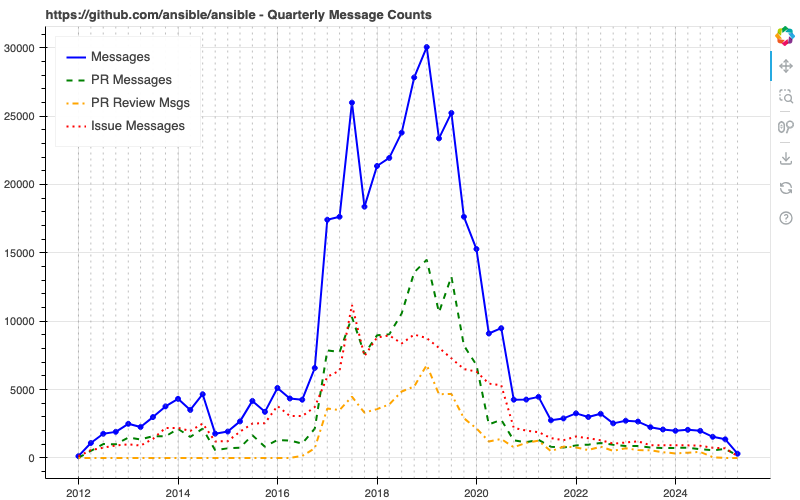 https://github.com/ansible/ansible - Quarterly Message Counts
Messages
PR Messages
PR Review Msgs
Issue Messages
30000
25000
20000
15000
10000
5000
0
2012
2014
2016
2018
2020
2022
2024